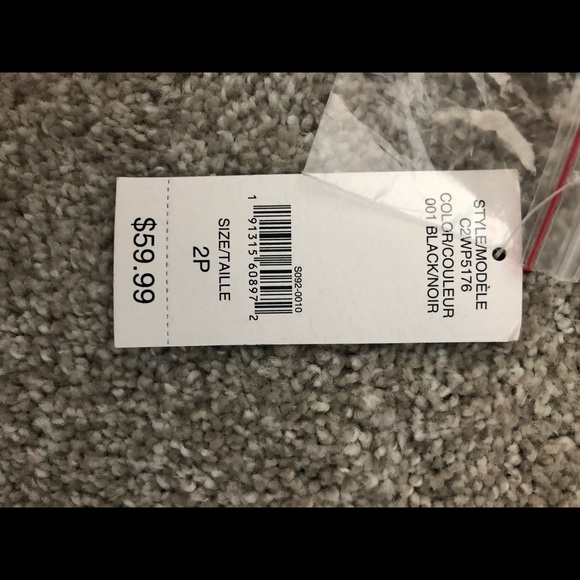 STYLE/MODÈLE
C2WP5176
COLOR/COULEUR
001 BLACK/NOIR
S092-0010
1 91315 60897 2
SIZE/TAILLE
2P
$59.99